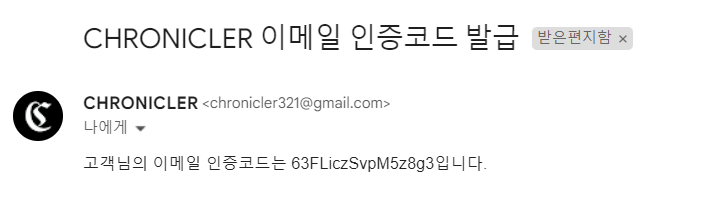 CHRONICLER 이메일 인증코드 발급 받은편지함 ×
CHRONICLER <chronicler321@gmail.com>
나에게
고객님의 이메일 인증코드는 63FLiczSvpM5z8g3입니다.